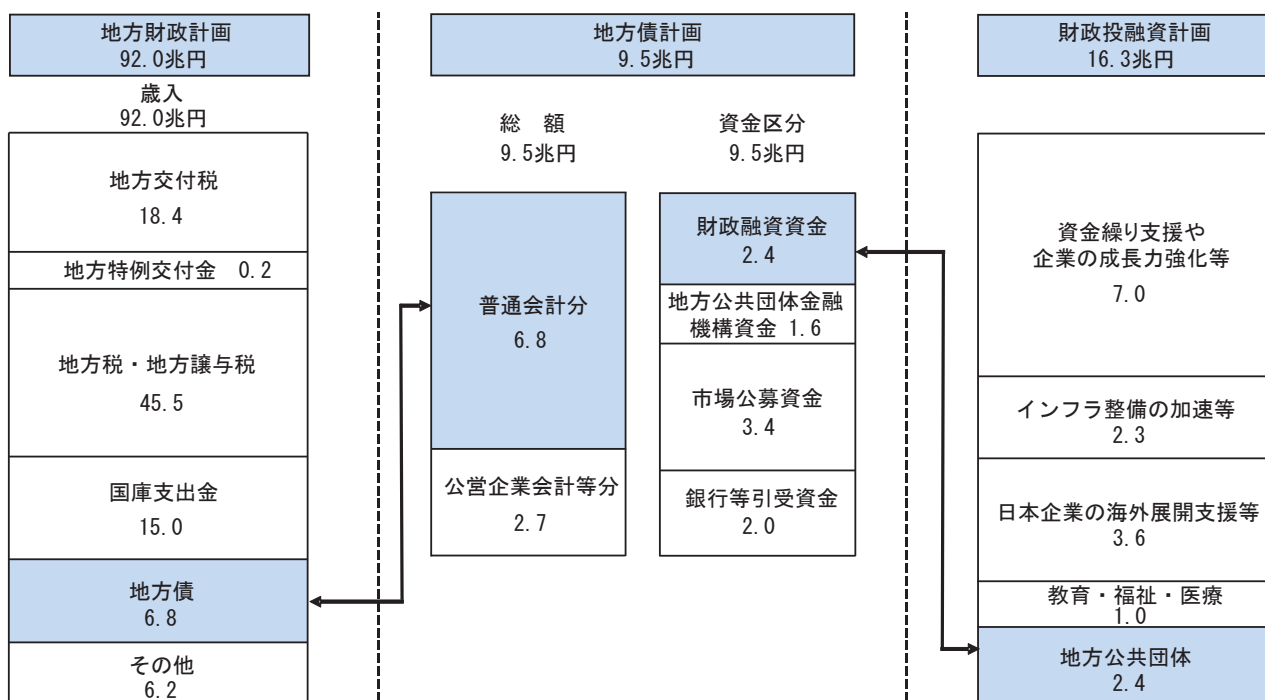 地方財政計画
92.0兆円
歳入
92.0兆円
地方交付税
18.4
地方特例交付金 0.2
地方税・地方譲与税
45.5
国庫支出金
15.0
地方債
6.8
その他
6.2
地方債計画
9.5兆円
総 額
9.5兆円
普通会計分
6.8
公営企業会計等分
2.7
資金区分
9.5兆円
財政融資資金
2.4
地方公共団体金融
機構資金 1.6
市場公募資金
3.4
銀行等引受資金
2.0
財政投融資計画
16.3兆円
資金繰り支援や
企業の成長力強化等
7.0
インフラ整備の加速等
2.3
日本企業の海外展開支援等
3.6
教育・福祉・医療
1.0
地方公共団体
2.4